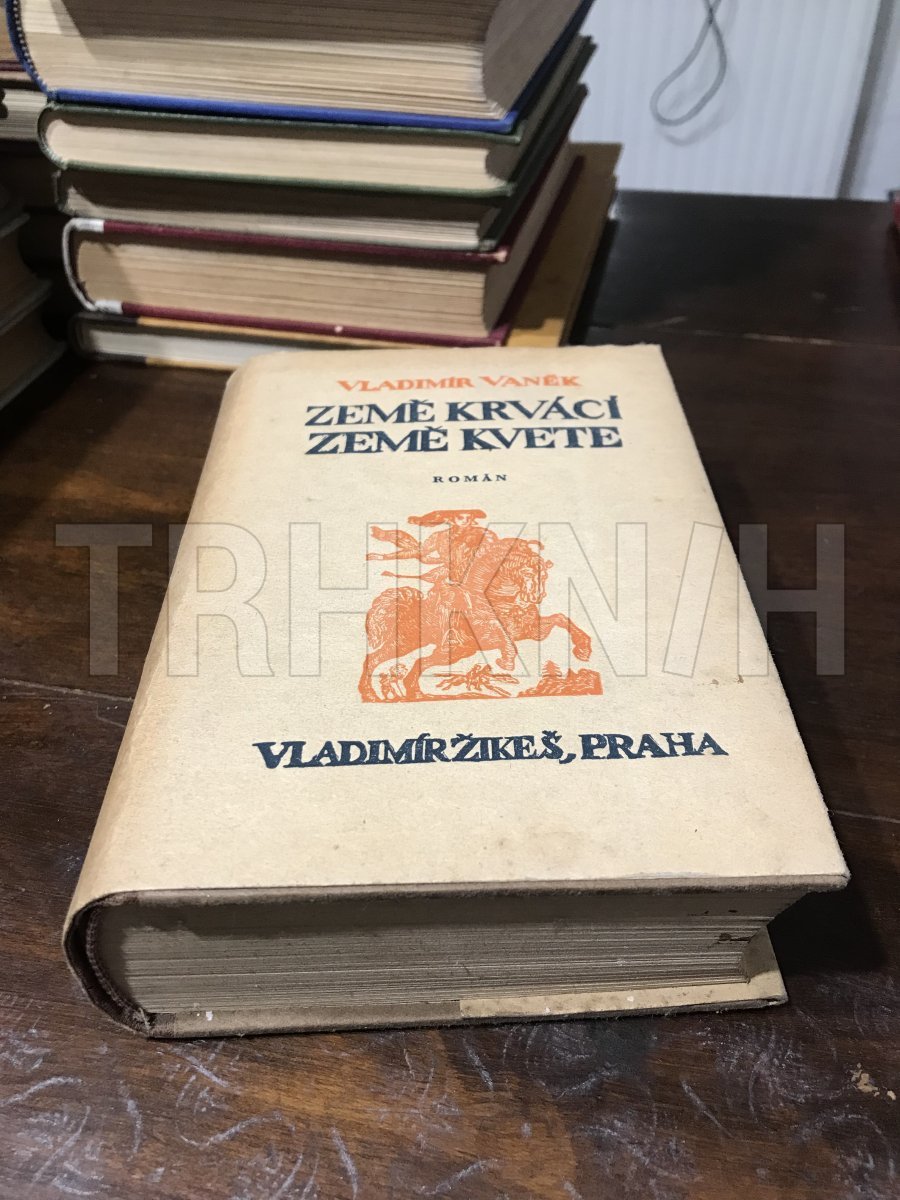 VLADIMÍR VANĚK
ZEMĚ KRVÁCÍ
ZEMĚ KVETE
ROMÁN
TRHKNIH
VLADIMÍR ŽIKEŠ, PRAHA